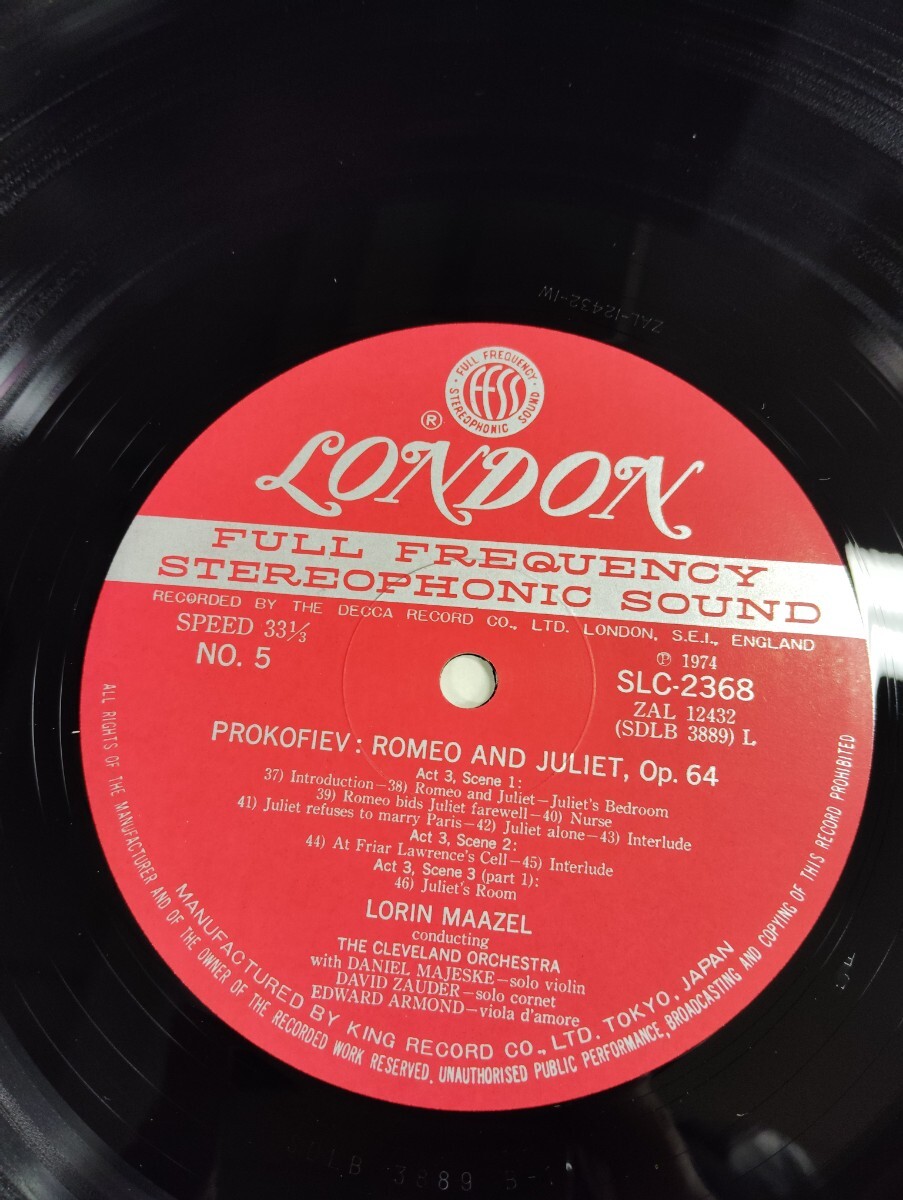 ZAL-12432-1W
FULL FREQUENCY
ffss
STEREOPHONIC SOUND
®
LONDON
FULL FREQUENCY
STEREOPHONIC SOUND
RECORDED BY THE DECCA RECORD CO., LTD. LONDON, S.E.I., ENGLAND
SPEED 33⅓
NO. 5
℗ 1974
SLC-2368
ZAL 12432
(SDLB 3889) L
PROKOFIEV: ROMEO AND JULIET, Op. 64
Act 3, Scene 1:
37) Introduction—38) Romeo and Juliet—Juliet's Bedroom
39) Romeo bids Juliet farewell—40) Nurse
41) Juliet refuses to marry Paris—42) Juliet alone—43) Interlude
Act 3, Scene 2:
44) At Friar Lawrence's Cell—45) Interlude
Act 3, Scene 3 (part 1):
46) Juliet's Room
LORIN MAAZEL
conducting
THE CLEVELAND ORCHESTRA
with DANIEL MAJESKE—solo violin
DAVID ZAUDER—solo cornet
EDWARD ARMOND—viola d'amore
MANUFACTURED BY KING RECORD CO., LTD. TOKYO, JAPAN
ALL RIGHTS OF THE MANUFACTURER AND OF THE OWNER OF THE RECORDED WORK RESERVED. UNAUTHORISED PUBLIC PERFORMANCE, BROADCASTING AND COPYING OF THIS RECORD PROHIBITED
3889